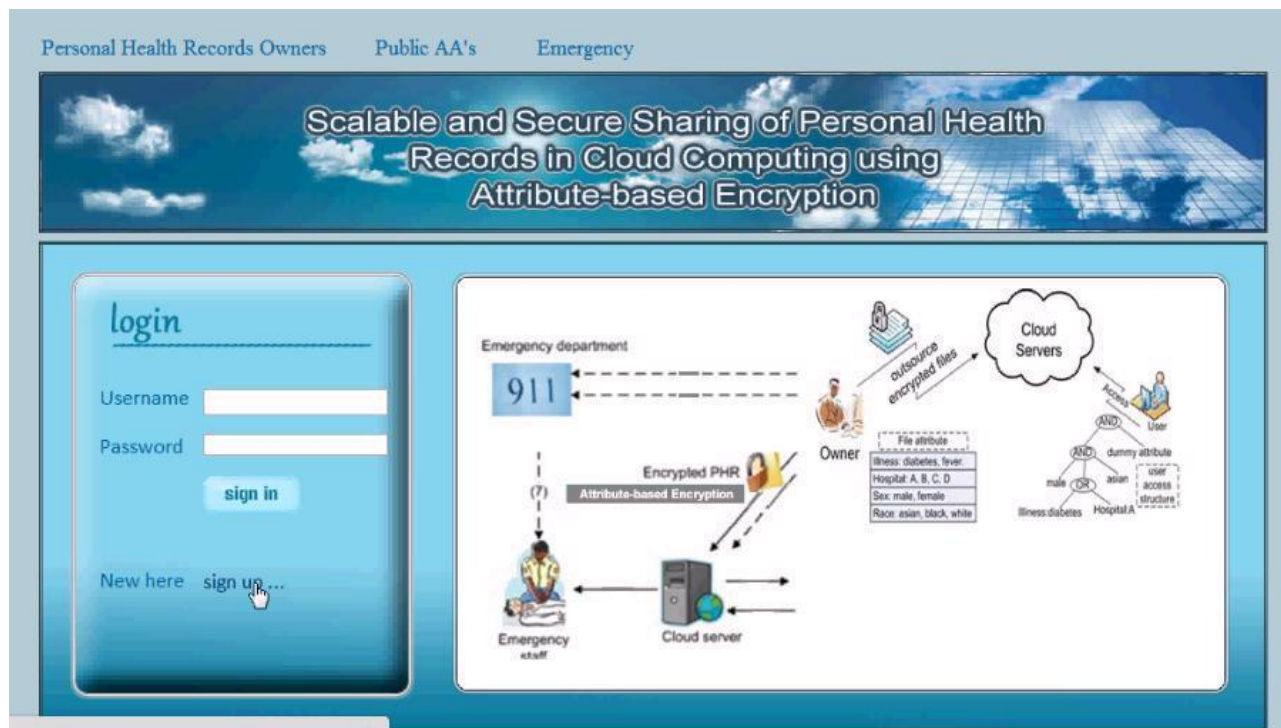 Personal Health Records Owners Public AA's Emergency
Scalable and Secure Sharing of Personal Health
Records in Cloud Computing using
Attribute-based Encryption
login
Username
Password
sign in
New here sign up ...
Emergency department
911
(7)
Encrypted PHR
Attribute-based Encryption
Emergency
staff
Cloud server
Owner
outsource
encrypted files
Cloud
Servers
Access
User
File attribute
Illness: diabetes, fever.
Hospital: A, B, C, D
Sex: male, female
Race: asian, black, white
AND
AND dummy attribute
male OR asian
user
access
structure
Illness:diabetes Hospital:A